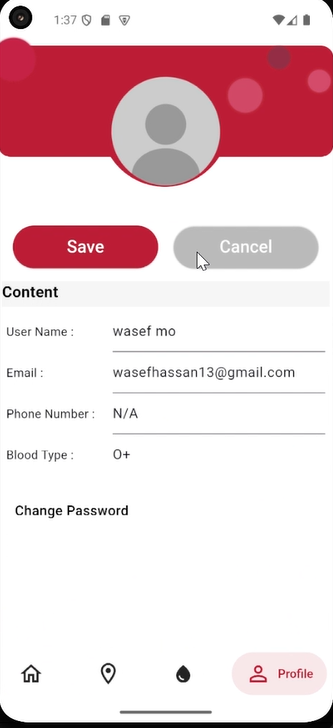 1:37
Save
Cancel
Content
User Name : wasef mo
Email : wasefhassan13@gmail.com
Phone Number : N/A
Blood Type : O+
Change Password
Profile